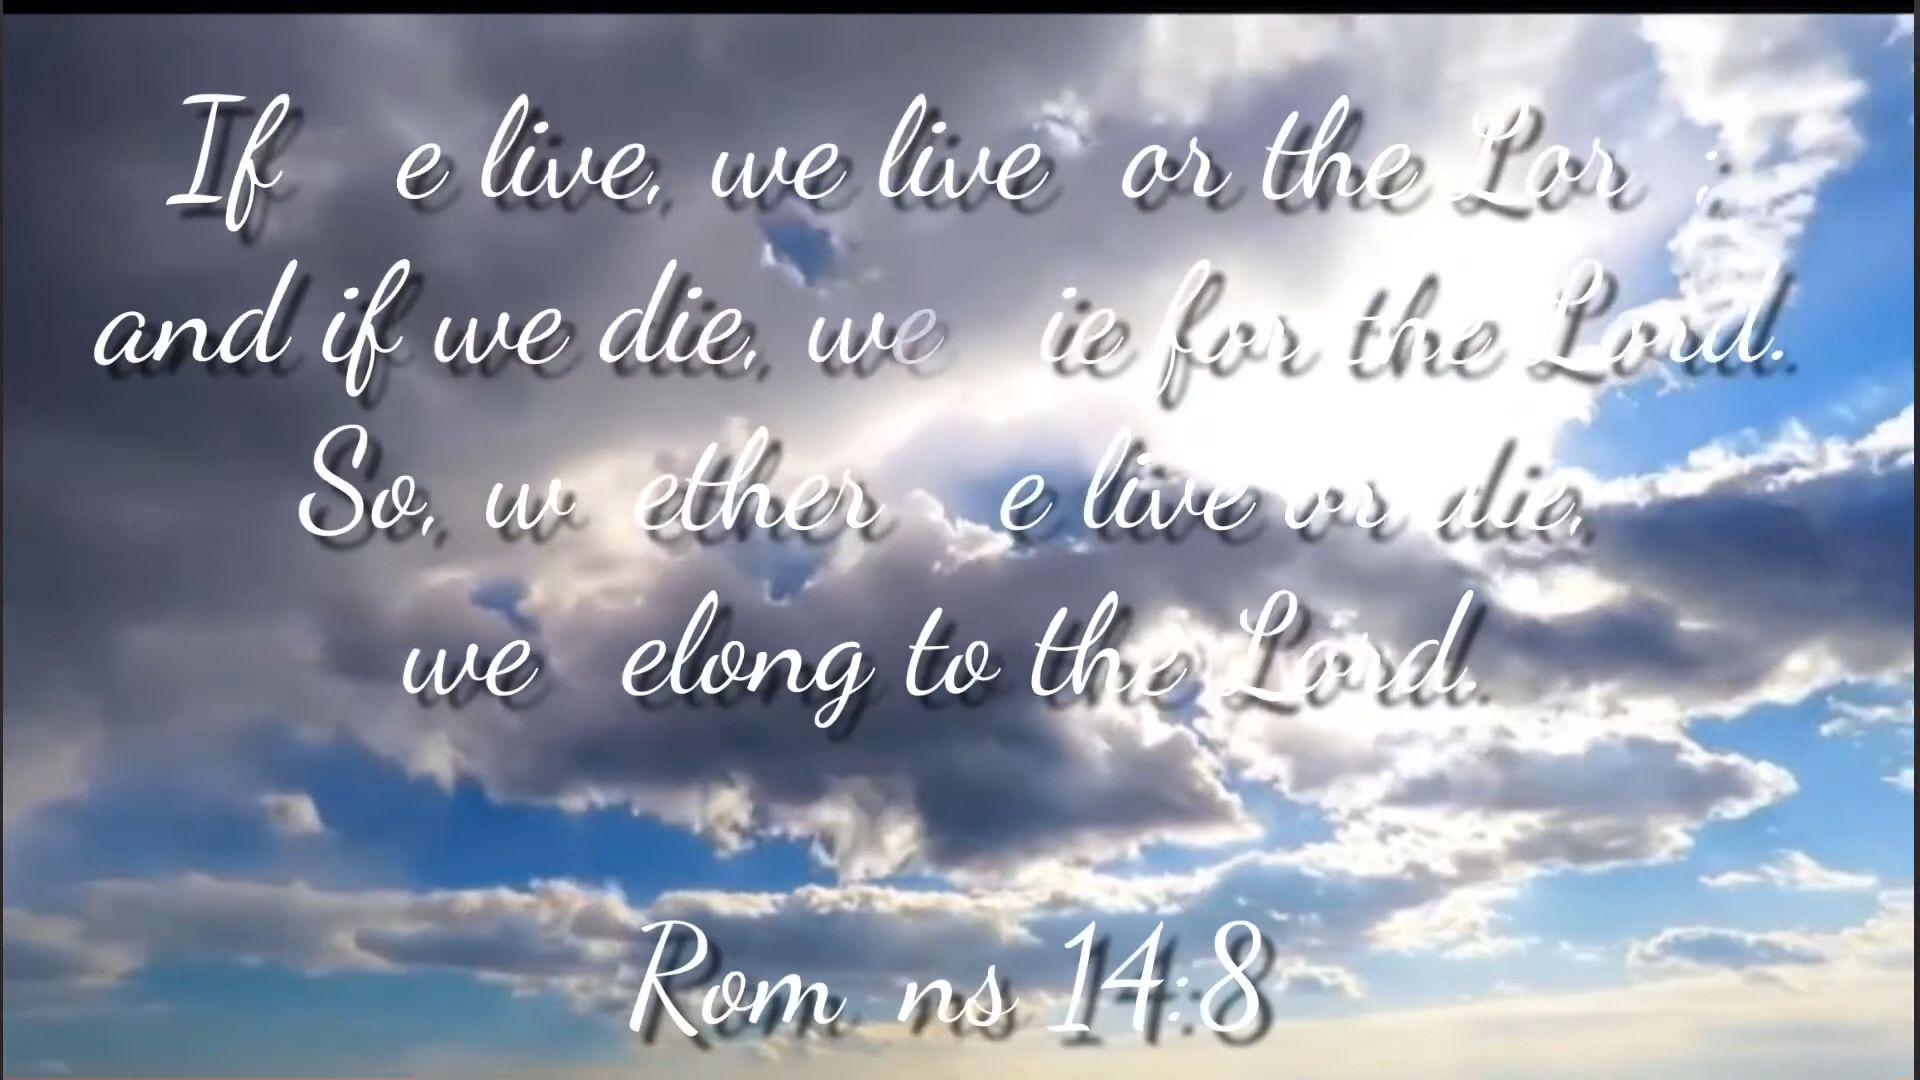 If e live, we live or the Lor ;
and if we die, we ie for the Lord.
So, w ether e live or die,
we elong to the Lord.
Rom ns 14:8